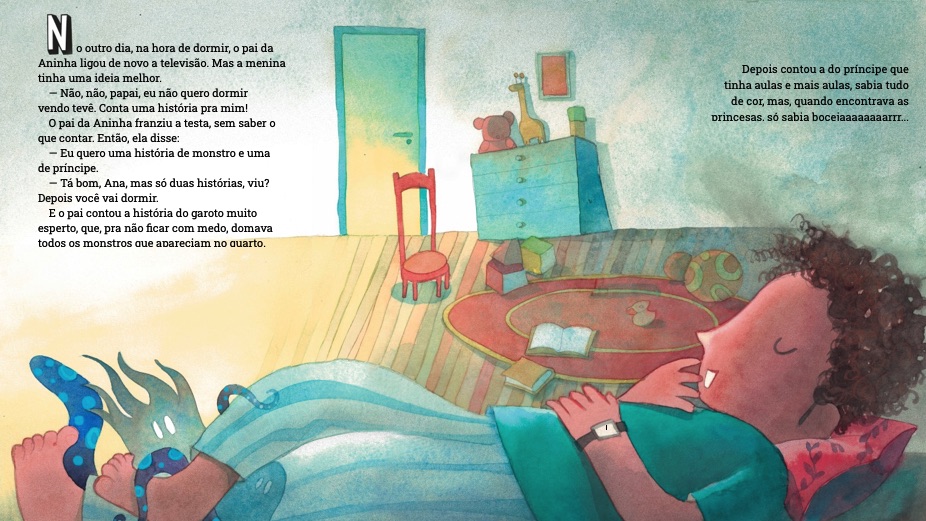 No outro dia, na hora de dormir, o pai da
Aninha ligou de novo a televisão. Mas a menina
tinha uma ideia melhor.
— Não, não, papai, eu não quero dormir
vendo tevê. Conta uma história pra mim!
O pai da Aninha franziu a testa, sem saber o
que contar. Então, ela disse:
— Eu quero uma história de monstro e uma
de príncipe.
— Tá bom, Ana, mas só duas histórias, viu?
Depois você vai dormir.
E o pai contou a história do garoto muito
esperto, que, pra não ficar com medo, domava
todos os monstros que apareciam no quarto.
Depois contou a do príncipe que
tinha aulas e mais aulas, sabia tudo
de cor, mas, quando encontrava as
princesas, só sabia boceiaaaaaaaarrr...